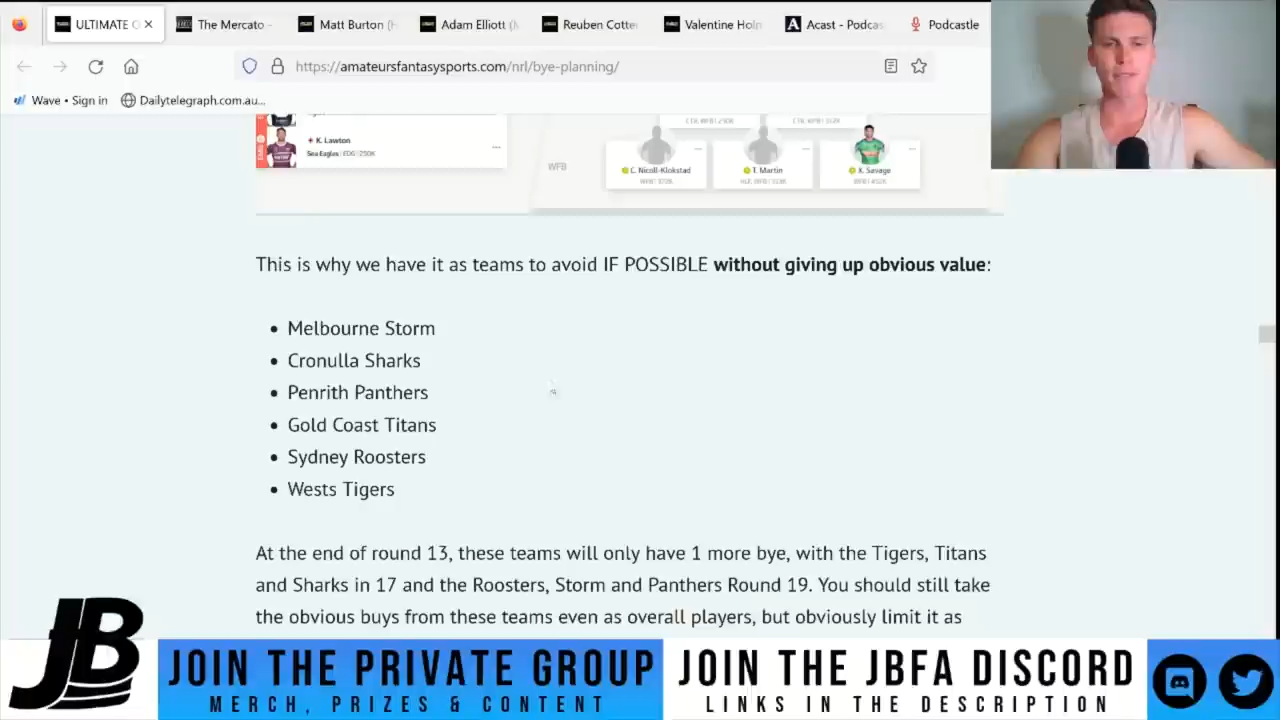 ULTIMATE
The Mercato
Matt Burton (H
Adam Elliott (
Reuben Cotte
Valentine Hol
Acast - Podcas
Podcastle
https://amateursfantasysports.com/nrl/bye-planning/
Wave • Sign in
Dailytelegraph.com.au...
K. Lawton
Sea Eagles
WFB
C. Nicoll-Klokstad
T. Martin
K. Savage
This is why we have it as teams to avoid IF POSSIBLE without giving up obvious value:
• Melbourne Storm
• Cronulla Sharks
• Penrith Panthers
• Gold Coast Titans
• Sydney Roosters
• Wests Tigers
At the end of round 13, these teams will only have 1 more bye, with the Tigers, Titans
and Sharks in 17 and the Roosters, Storm and Panthers Round 19. You should still take
the obvious buys from these teams even as overall players, but obviously limit it as
JB
JOIN THE PRIVATE GROUP
MERCH, PRIZES & CONTENT
JOIN THE JBFA DISCORD
LINKS IN THE DESCRIPTION